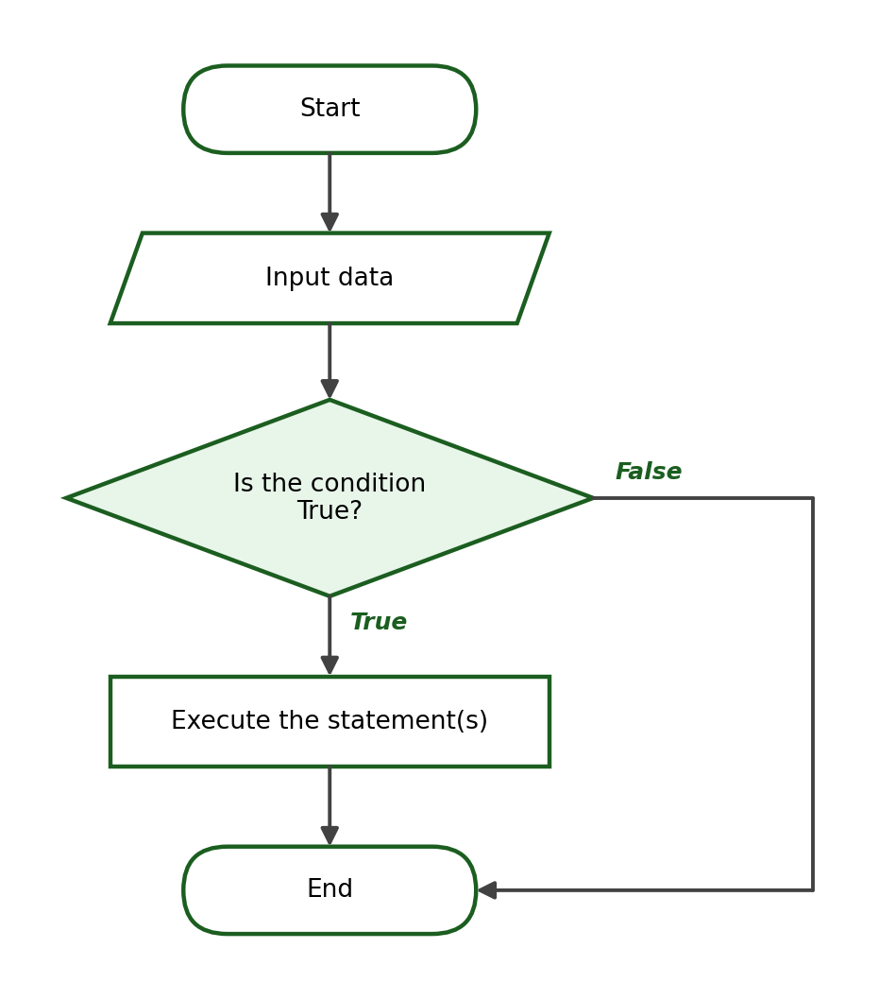 Start
Input data
Is the condition
True?
False
True
Execute the statement(s)
End